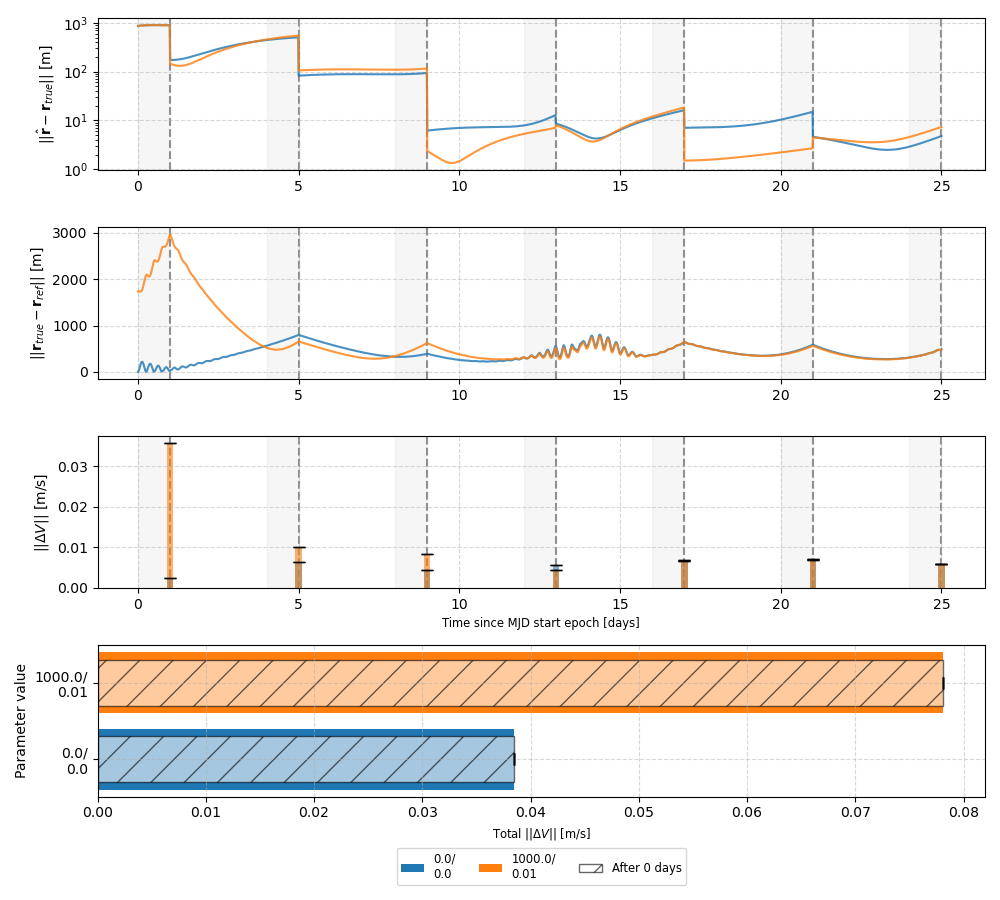 10³
10²
10¹
10⁰
||r̂ − r_true|| [m]
0 5 10 15 20 25
3000
2000
1000
0
||r_true − r_ref|| [m]
0 5 10 15 20 25
0.03
0.02
0.01
0.00
||ΔV|| [m/s]
0 5 10 15 20 25
Time since MJD start epoch [days]
Parameter value
1000.0/
0.01
0.0/
0.0
0.00 0.01 0.02 0.03 0.04 0.05 0.06 0.07 0.08
Total ||ΔV|| [m/s]
0.0/
0.0
1000.0/
0.01
After 0 days